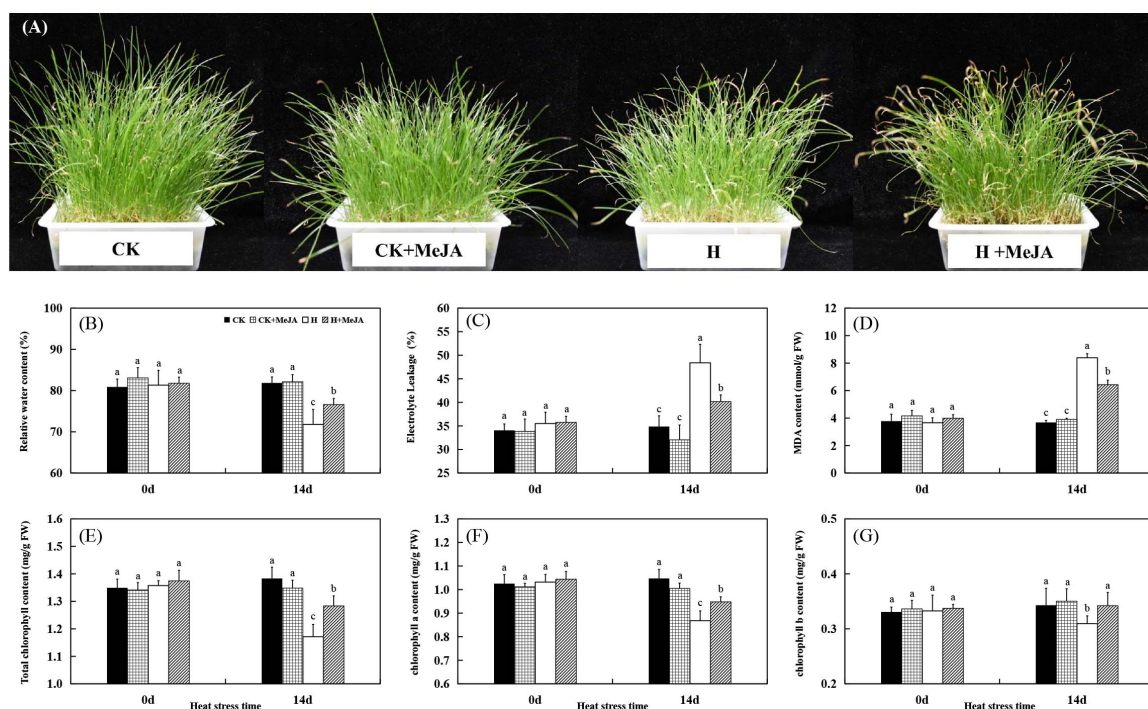 (A)
CK
CK+MeJA
H
H +MeJA
(B)
CK CK+MeJA H H+MeJA
Relative water content (%)
100
90
80
70
60
a a a a
a a c b
0d 14d
(C)
Electrolyte Leakage (%)
60
55
50
45
40
35
30
25
a a a a
c c a b
0d 14d
(D)
MDA content (mmol/g FW)
12
10
8
6
4
2
0
a a a a
c c a b
0d 14d
(E)
Total chlorophyll content (mg/g FW)
1.6
1.5
1.4
1.3
1.2
1.1
1.0
a a a a
a a c b
0d 14d
Heat stress time
(F)
chlorophyll a content (mg/g FW)
1.3
1.2
1.1
1.0
0.9
0.8
0.7
0.6
a a a a
a a c b
0d 14d
Heat stress time
(G)
chlorophyll b content (mg/g FW)
0.5
0.4
0.3
0.2
a a a a
a a b a
0d 14d
Heat stress time